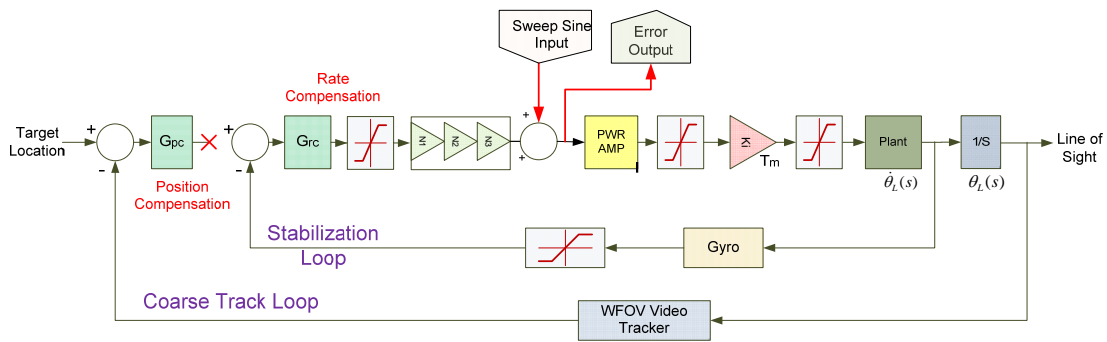 Sweep Sine
Input
Error
Output
Rate
Compensation
Target
Location
+
-
Gpc
+
-
Grc
N1
N2
N3
+
+
PWR
AMP
I
Ki
Tm
Plant
1/S
Line of
Sight
θ̇L(s)
θL(s)
Position
Compensation
Stabilization
Loop
Gyro
Coarse Track Loop
WFOV Video
Tracker